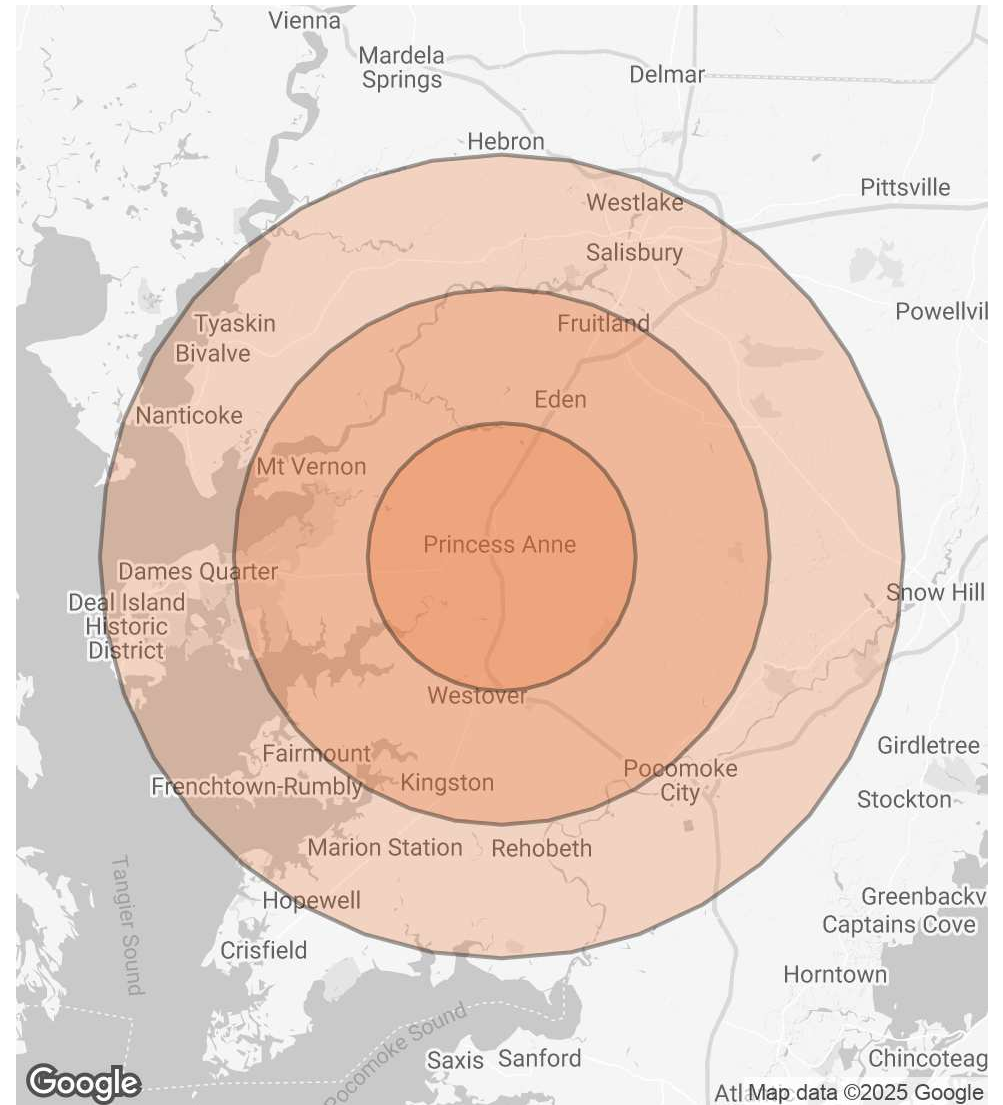 Vienna
Mardela
Springs
Delmar
Hebron
Pittsville
Westlake
Salisbury
Powellvil
Tyaskin
Fruitland
Bivalve
Eden
Nanticoke
Mt Vernon
Princess Anne
Dames Quarter
Snow Hill
Deal Island
Historic
District
Westover
Fairmount
Girdletree
Frenchtown-Rumbly
Kingston
Pocomoke
City
Stockton
Marion Station
Rehobeth
Tangier Sound
Hopewell
Greenbackv
Captains Cove
Crisfield
Horntown
Pocomoke Sound
Saxis
Sanford
Chincoteag
Google
Atl
Map data ©2025 Google